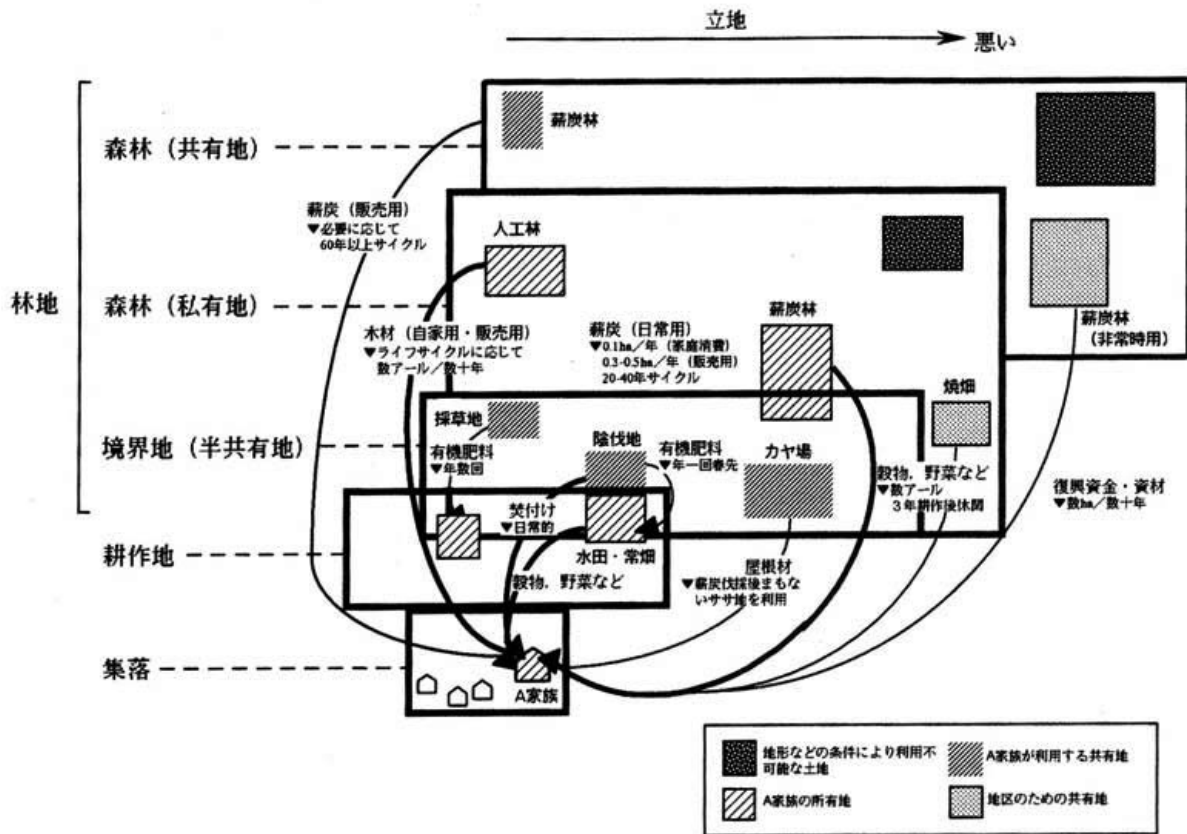 立地
悪い
森林（共有地）
薪炭林
薪炭（販売用）
▼必要に応じて
60年以上サイクル
人工林
林地
森林（私有地）
薪炭林
薪炭林
（非常時用）
木材（自家用・販売用）
▼ライフサイクルに応じて
数アール／数十年
薪炭（日常用）
▼0.1ha／年（家庭消費）
0.3-0.5ha／年（販売用）
20-40年サイクル
焼畑
採草地
境界地（半共有地）
陰伐地
有機肥料
▼年数回
有機肥料
▼年一回春先
カヤ場
穀物，野菜など
▼数アール
３年耕作後休閑
復興資金・資材
▼数ha／数十年
焚付け
▼日常的
耕作地
水田・常畑
穀物，野菜など
屋根材
▼薪炭伐採後まもな
いササ地を利用
集落
A家族
地形などの条件により利用不
可能な土地
A家族が利用する共有地
A家族の所有地
地区のための共有地